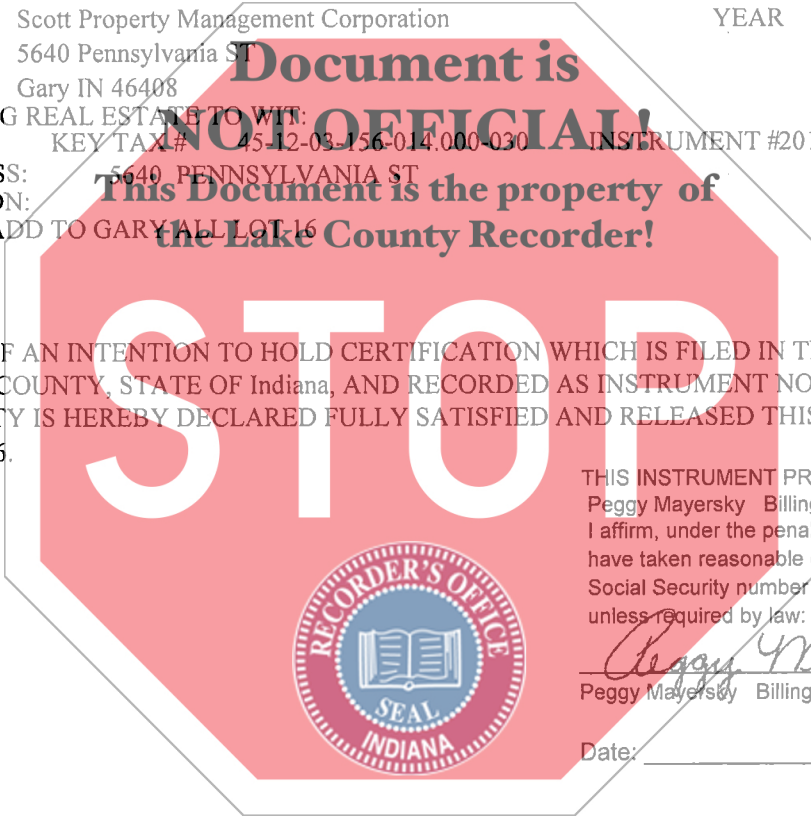 Scott Property Management Corporation YEAR
5640 Pennsylvania ST
Document is
Gary IN 46408
G REAL ESTATE TO WIT:
NOT OFFICIAL!
KEY TAX # 45-12-03-156-014.000-030 INSTRUMENT #20
SS: 5640 PENNSYLVANIA ST
This Document is the property of
N:
ADD TO GARY ALL LOT 16
the Lake County Recorder!
STOP
F AN INTENTION TO HOLD CERTIFICATION WHICH IS FILED IN T
COUNTY, STATE OF Indiana, AND RECORDED AS INSTRUMENT NO
TY IS HEREBY DECLARED FULLY SATISFIED AND RELEASED THIS
6.
THIS INSTRUMENT PR
Peggy Mayersky Billing
I affirm, under the pena
have taken reasonable
Social Security number
unless required by law:
Peggy M
Peggy Mayersky Billing
Date:
RECORDER'S OFFICE
SEAL
INDIANA